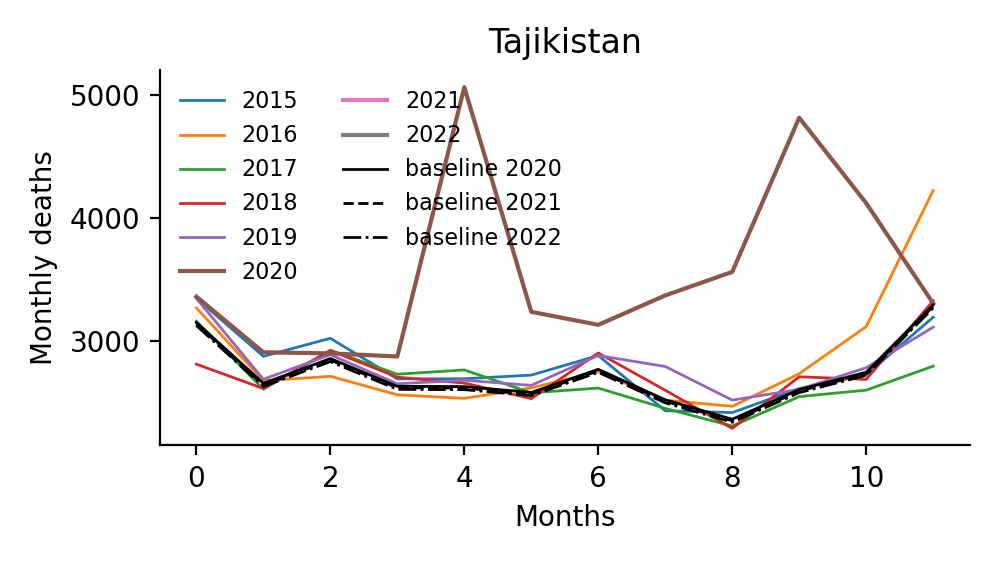 Tajikistan
Monthly deaths
5000
4000
3000
2015
2016
2017
2018
2019
2020
2021
2022
baseline 2020
baseline 2021
baseline 2022
0 2 4 6 8 10
Months